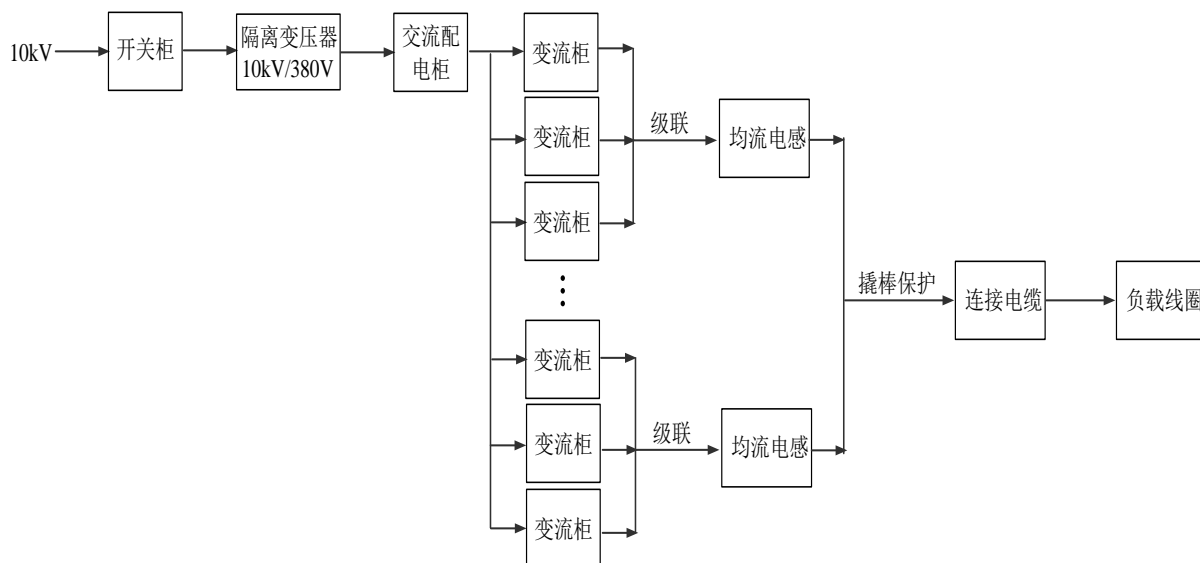 10kV
开关柜
隔离变压器
10kV/380V
交流配
电柜
变流柜
变流柜
级联
均流电感
变流柜
撬棒保护
连接电缆
负载线圈
变流柜
变流柜
级联
均流电感
变流柜